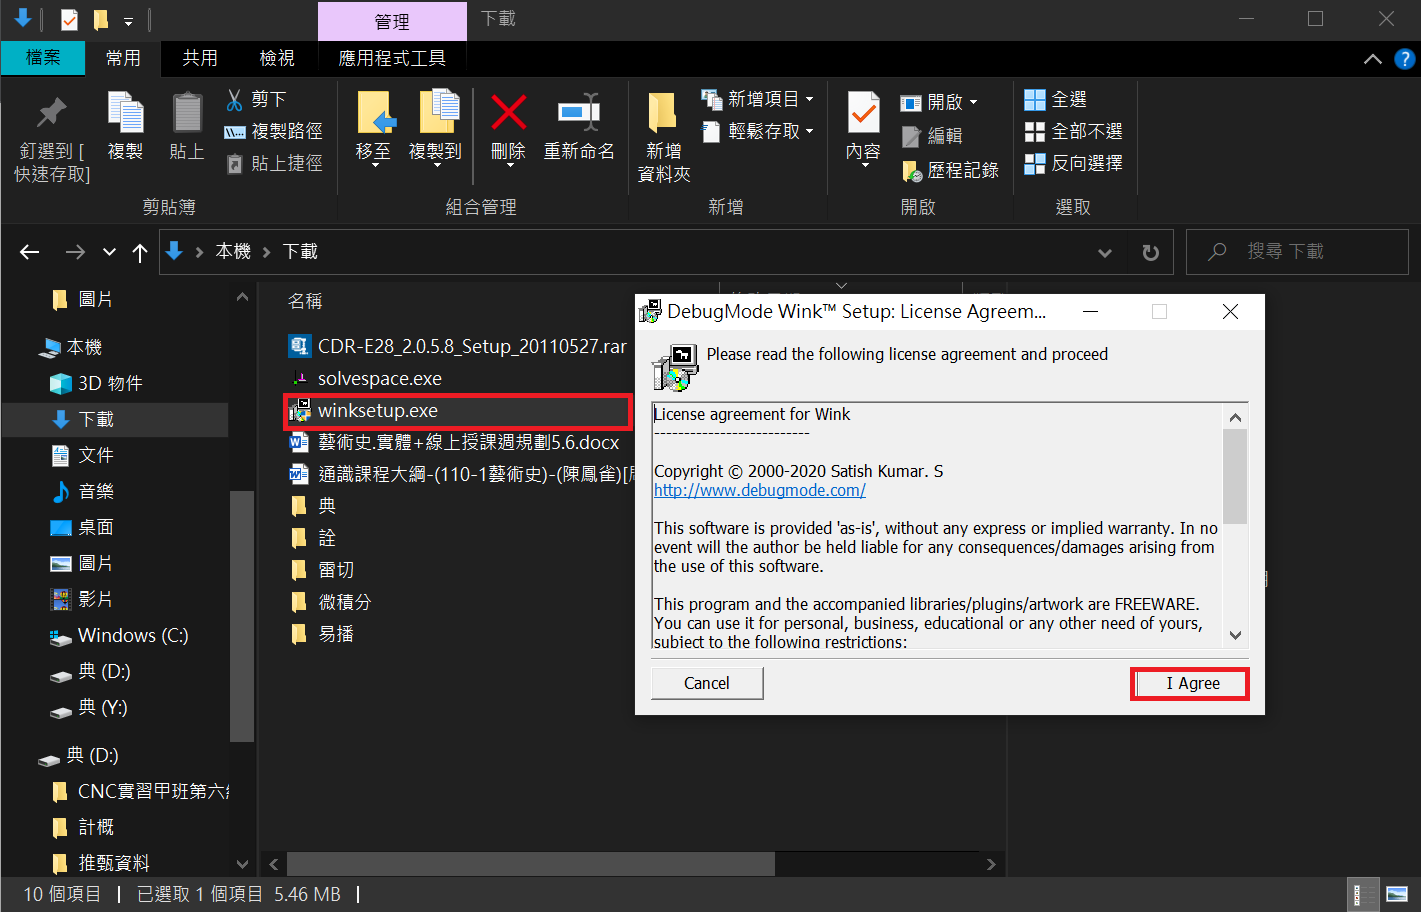 管理
下載
檔案
常用
共用
檢視
應用程式工具
釘選到 [
快速存取]
複製
貼上
剪下
複製路徑
貼上捷徑
剪貼簿
移至
複製到
刪除
重新命名
組合管理
新增
資料夾
新增項目
輕鬆存取
新增
內容
開啟
編輯
歷程記錄
開啟
全選
全部不選
反向選擇
選取
本機
下載
搜尋 下載
圖片
本機
3D 物件
下載
文件
音樂
桌面
圖片
影片
Windows (C:)
典 (D:)
典 (Y:)
典 (D:)
CNC實習甲班第六
計概
推甄資料
名稱
CDR-E28_2.0.5.8_Setup_20110527.rar
solvespace.exe
winksetup.exe
藝術史.實體+線上授課週規劃5.6.docx
通識課程大綱-(110-1藝術史)-(陳鳳雀)[
典
詮
雷切
微積分
易播
DebugMode Wink™ Setup: License Agreem...
Please read the following license agreement and proceed
License agreement for Wink
--------------------------
Copyright © 2000-2020 Satish Kumar. S
http://www.debugmode.com/
This software is provided 'as-is', without any express or implied warranty. In no
event will the author be held liable for any consequences/damages arising from
the use of this software.
This program and the accompanied libraries/plugins/artwork are FREEWARE.
You can use it for personal, business, educational or any other need of yours,
subject to the following restrictions:
Cancel
I Agree
10 個項目
已選取 1 個項目 5.46 MB